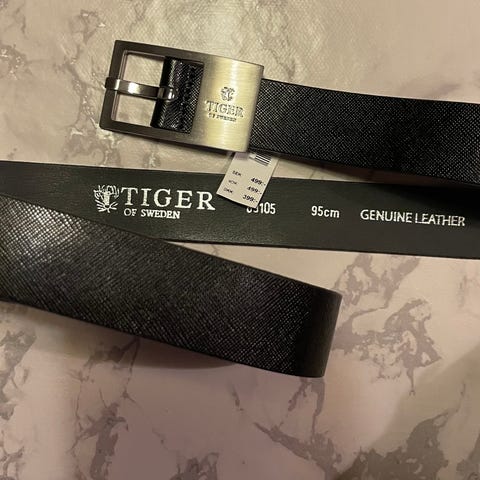 TIGER
OF SWEDEN
SEK 499:-
NOK 499:-
DKK 399:-
TIGER
OF SWEDEN
95cm
GENUINE LEATHER